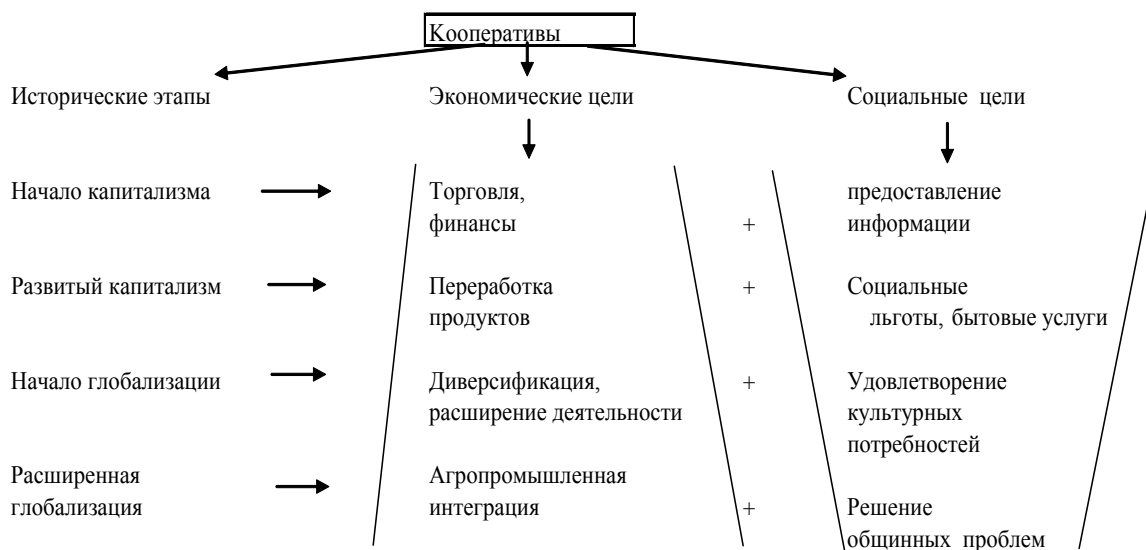 Кооперативы
Исторические этапы Экономические цели Социальные цели
Начало капитализма Торговля, предоставление
финансы + информации
Развитый капитализм Переработка + Социальные
продуктов льготы, бытовые услуги
Начало глобализации Диверсификация, + Удовлетворение
расширение деятельности культурных
потребностей
Расширенная Агропромышленная
глобализация интеграция + Решение
общинных проблем